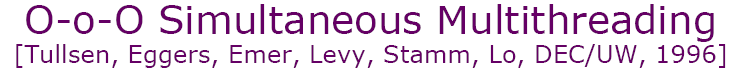 O-o-O Simultaneous Multithreading
[Tullsen, Eggers, Emer, Levy, Stamm, Lo, DEC/UW, 1996]